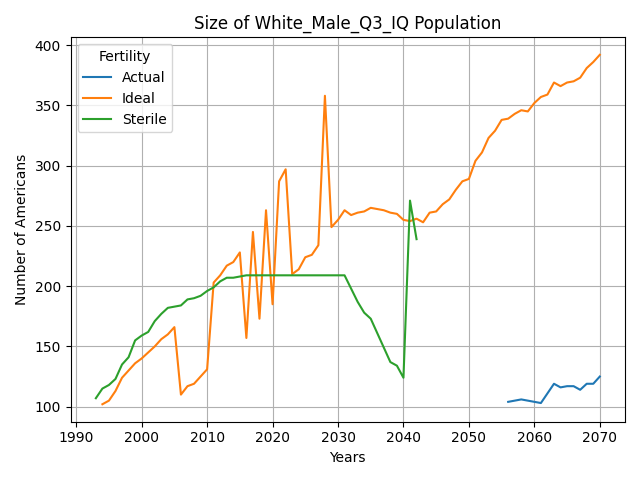 Size of White_Male_Q3_IQ Population
Number of Americans
400
350
300
250
200
150
100
Fertility
Actual
Ideal
Sterile
1990 2000 2010 2020 2030 2040 2050 2060 2070
Years